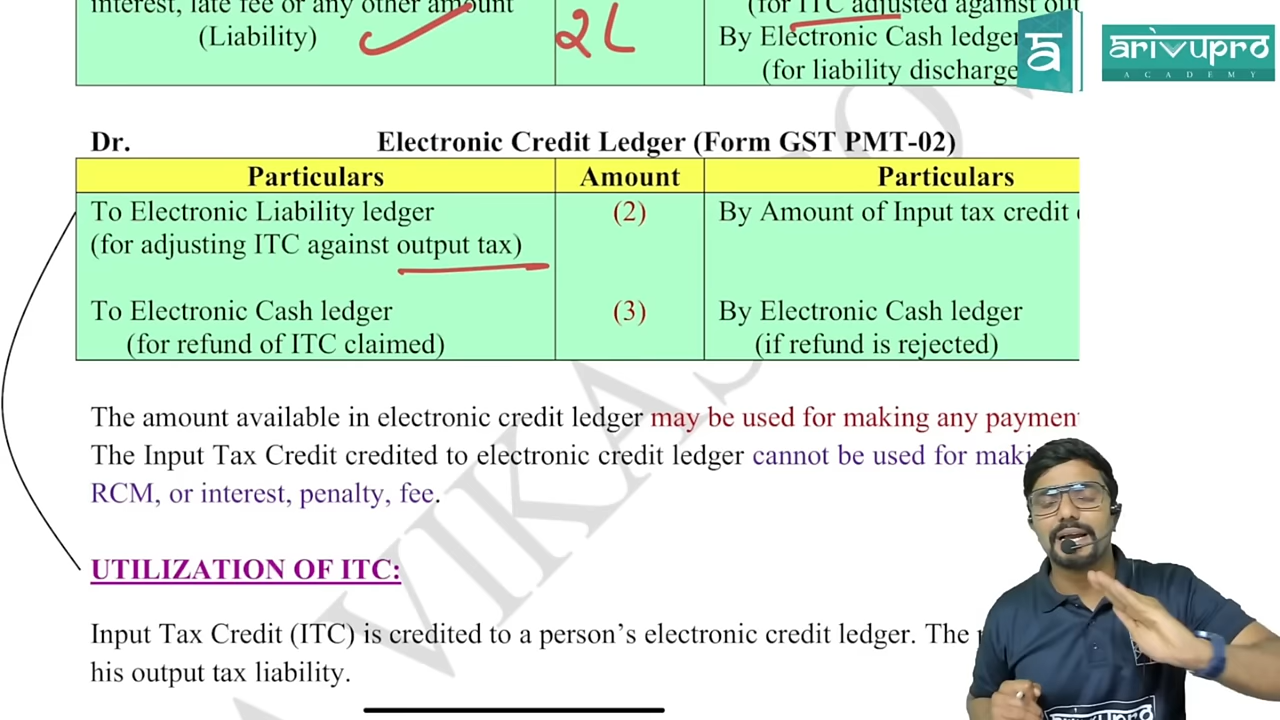 interest, late fee or any other amount
(Liability)
2L
(for ITC adjusted against out
By Electronic Cash ledger
(for liability discharge
arivupro
ACADEMY
Dr. Electronic Credit Ledger (Form GST PMT-02)
Particulars Amount Particulars
To Electronic Liability ledger (2) By Amount of Input tax credit
(for adjusting ITC against output tax)
To Electronic Cash ledger (3) By Electronic Cash ledger
(for refund of ITC claimed) (if refund is rejected)
The amount available in electronic credit ledger may be used for making any payment
The Input Tax Credit credited to electronic credit ledger cannot be used for maki
RCM, or interest, penalty, fee.
UTILIZATION OF ITC:
Input Tax Credit (ITC) is credited to a person’s electronic credit ledger. The
his output tax liability.
VIKAS
arivupro